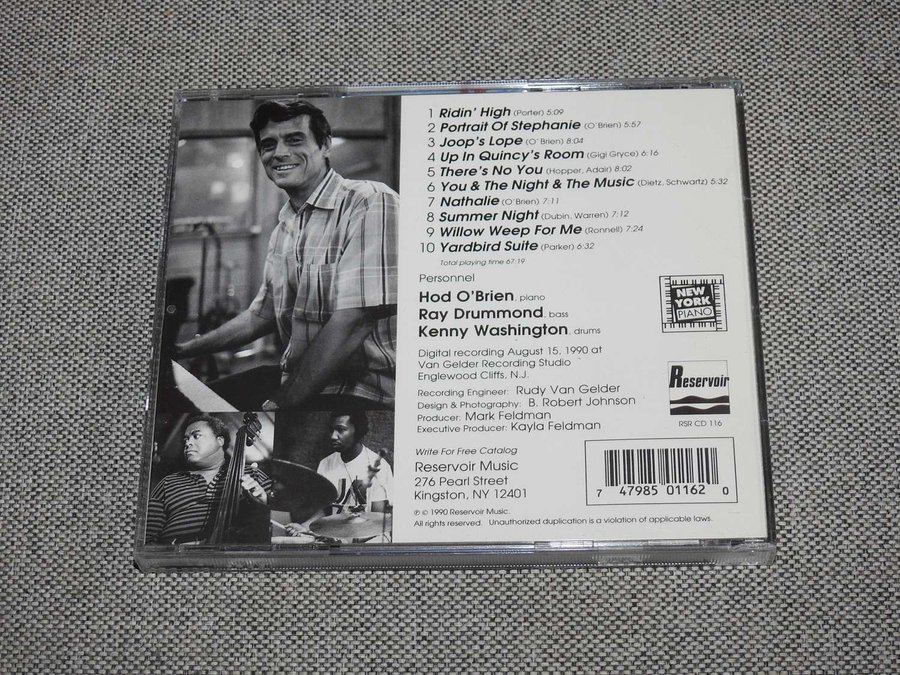 1 Ridin' High (Porter) 5:09
2 Portrait Of Stephanie (O'Brien) 5:57
3 Joop's Lope (O'Brien) 8:04
4 Up In Quincy's Room (Gigi Gryce) 6:16
5 There's No You (Hopper, Adair) 8:02
6 You & The Night & The Music (Dietz, Schwartz) 5:32
7 Nathalie (O'Brien) 7:11
8 Summer Night (Dubin, Warren) 7:12
9 Willow Weep For Me (Ronnell) 7:24
10 Yardbird Suite (Parker) 6:32
Total playing time 67:19
Personnel
Hod O'Brien, piano
Ray Drummond, bass
Kenny Washington, drums
NEW
YORK
PIANO
Digital recording August 15, 1990 at
Van Gelder Recording Studio
Englewood Cliffs, N.J.
Recording Engineer: Rudy Van Gelder
Design & Photography: B. Robert Johnson
Producer: Mark Feldman
Executive Producer: Kayla Feldman
Reservoir
RSR CD 116
Write For Free Catalog
Reservoir Music
276 Pearl Street
Kingston, NY 12401
7 47985 01162 0
℗ © 1990 Reservoir Music.
All rights reserved. Unauthorized duplication is a violation of applicable laws.